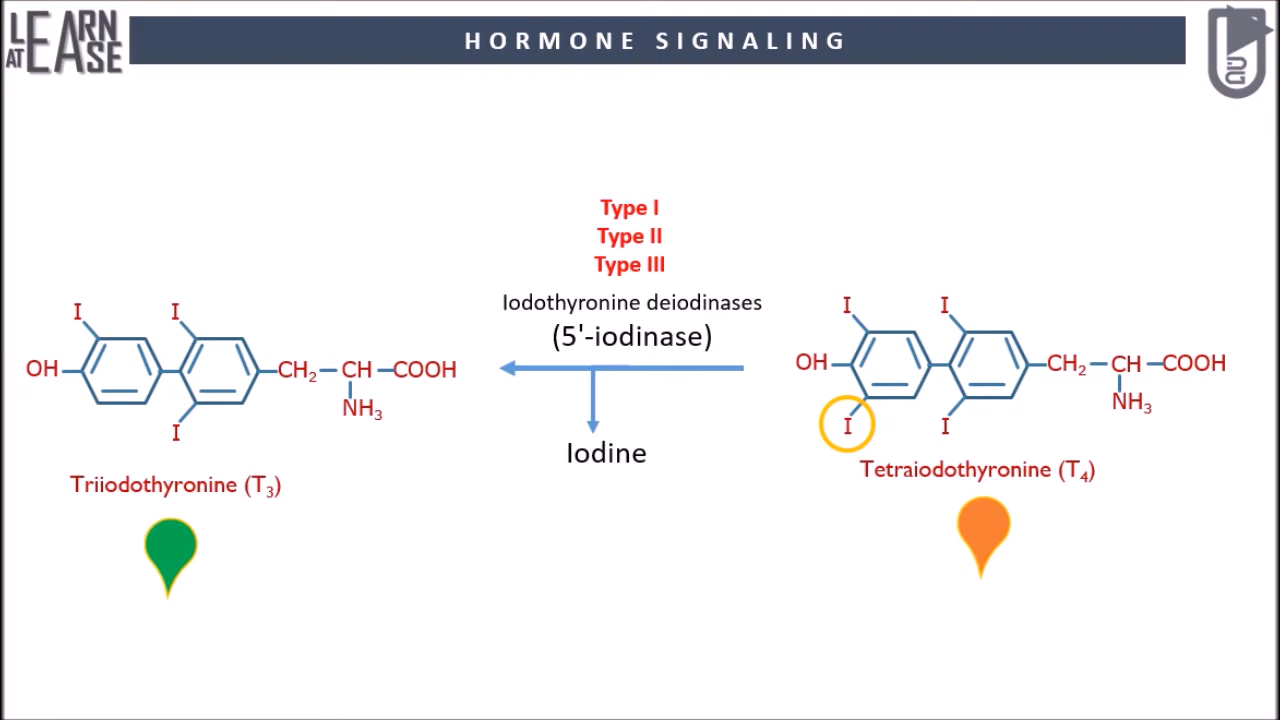 LEARN
AT EASE
HORMONE SIGNALING
Type I
Type II
Type III
Iodothyronine deiodinases
(5'-iodinase)
Iodine
I I
OH CH₂ CH COOH
NH₃
I
Triiodothyronine (T₃)
I I
OH CH₂ CH COOH
NH₃
I I
Tetraiodothyronine (T₄)